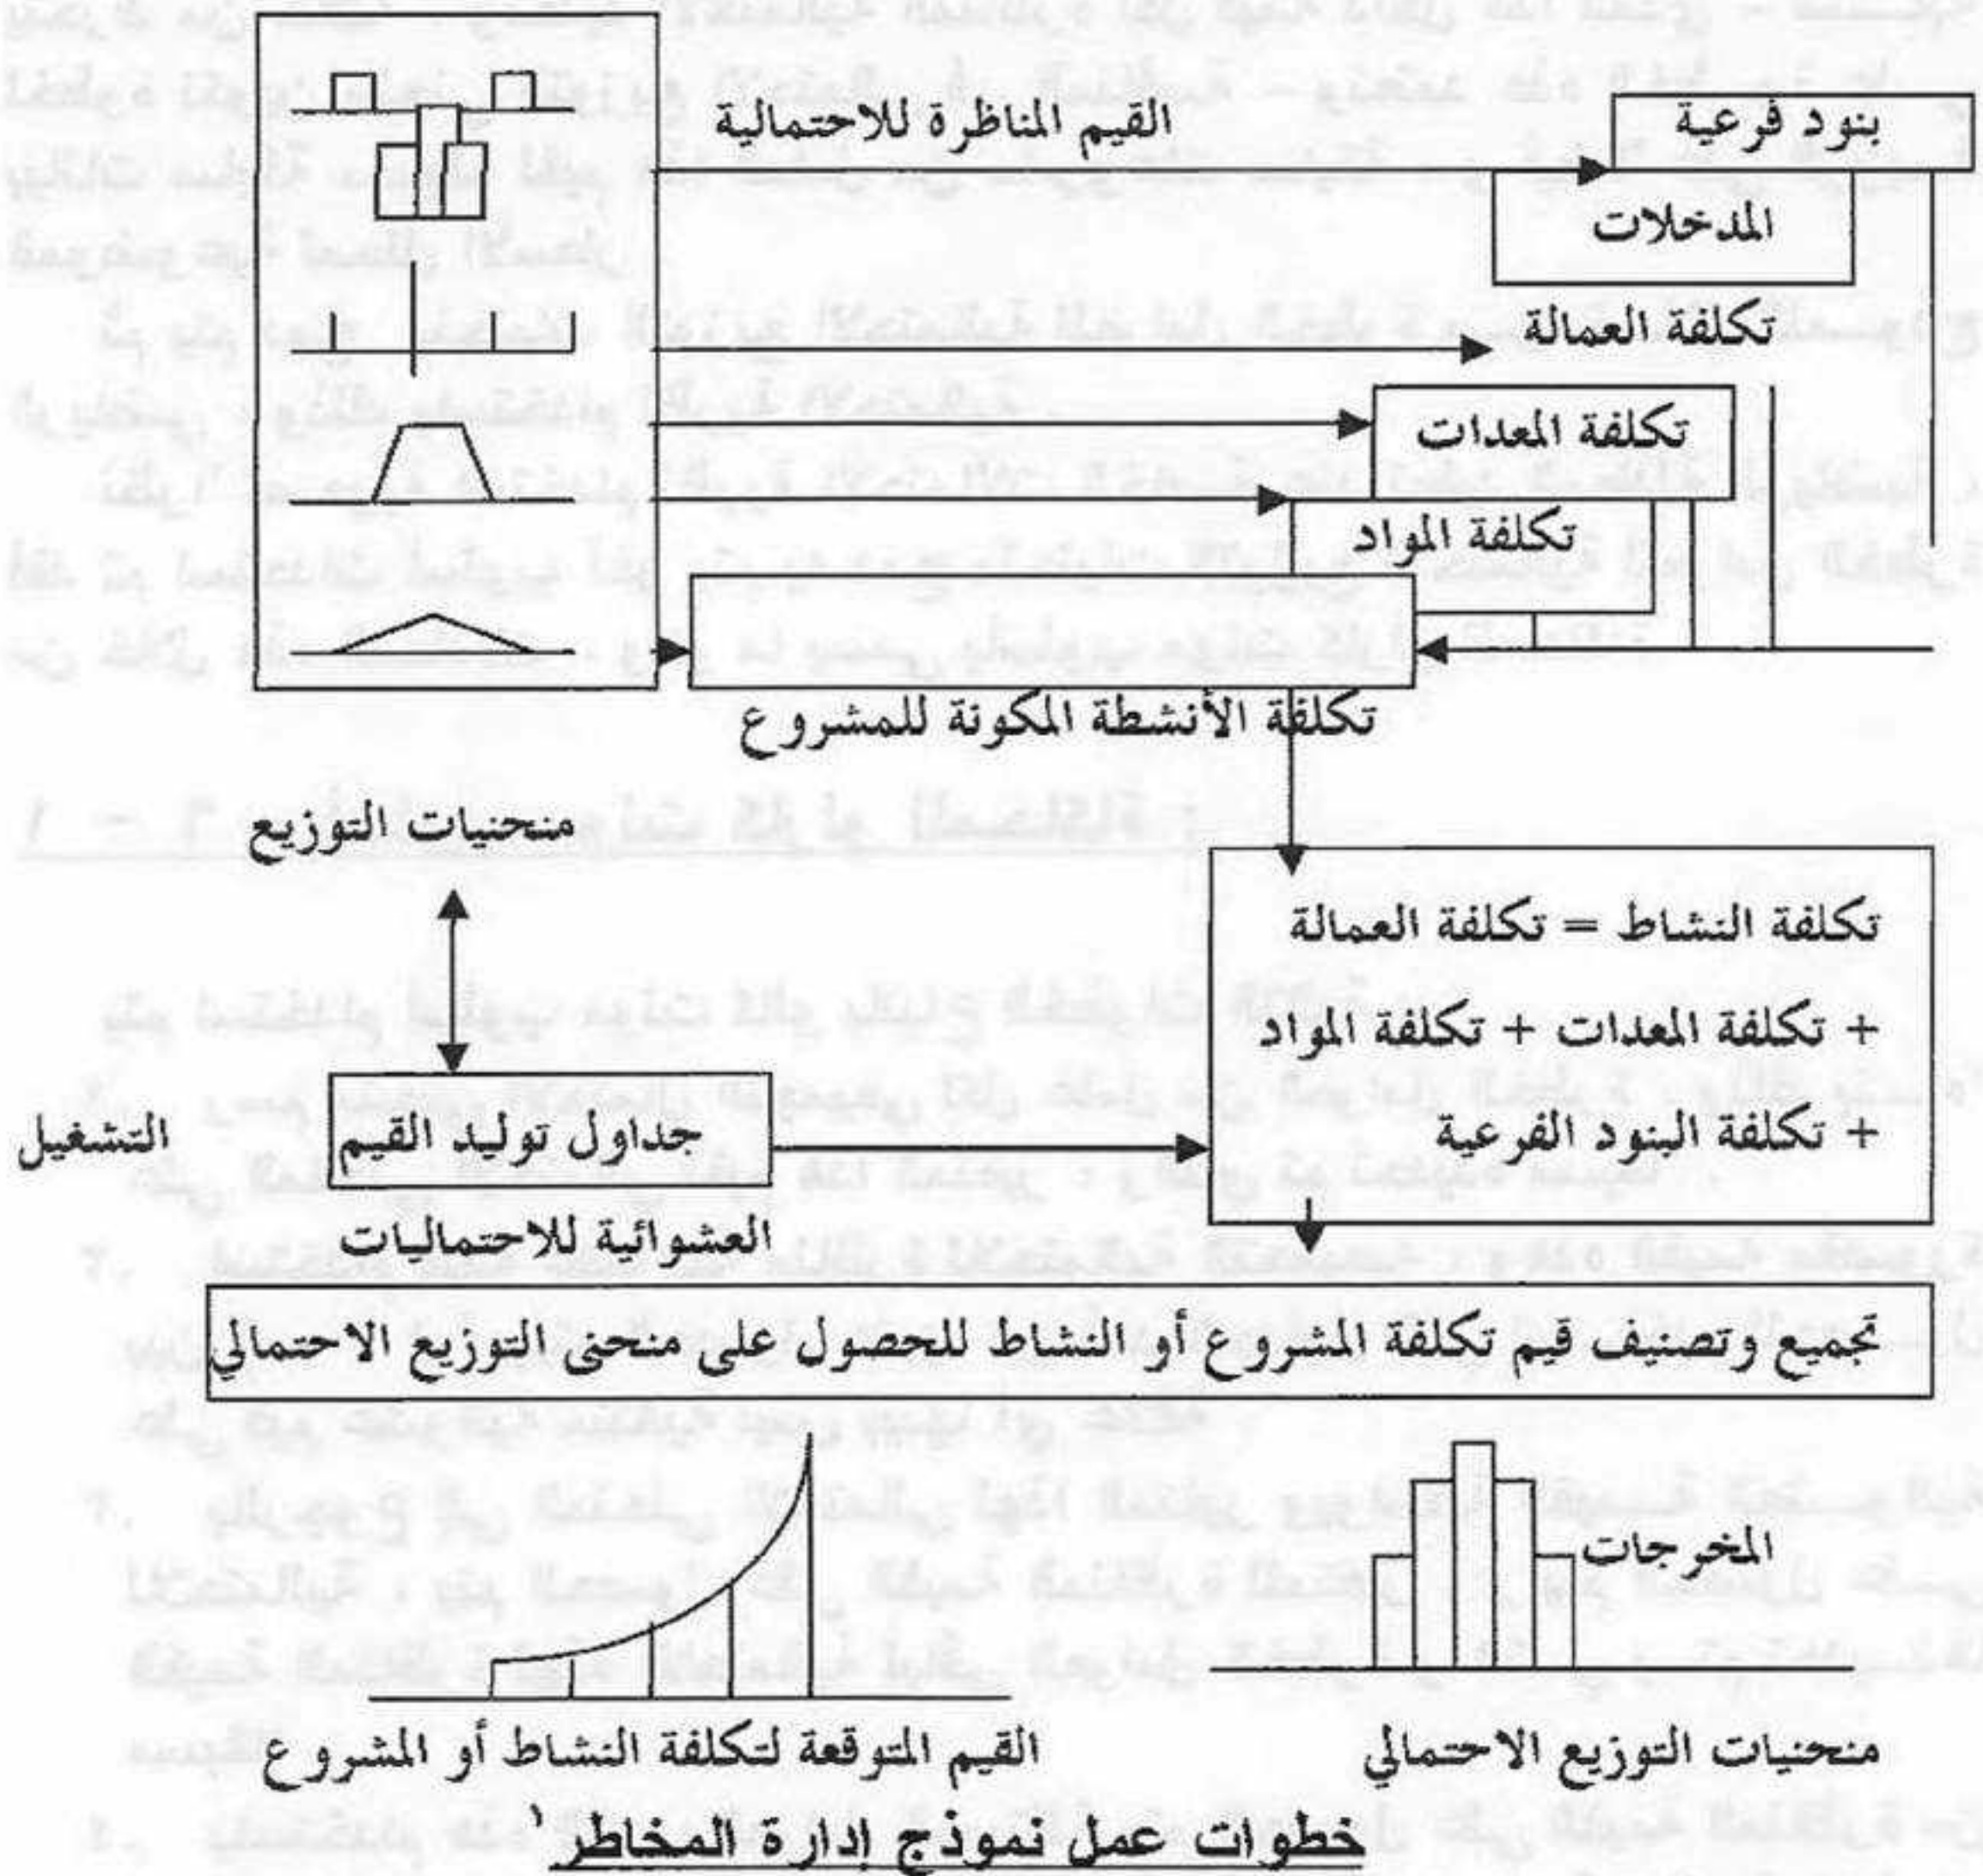 القيم المناظرة للاحتمالية
بنود فرعية
المدخلات
تكلفة العمالة
تكلفة المعدات
تكلفة المواد
تكلفة الأنشطة المكونة للمشروع
منحنيات التوزيع
تكلفة النشاط = تكلفة العمالة
+ تكلفة المعدات + تكلفة المواد
+ تكلفة البنود الفرعية
التشغيل
جداول توليد القيم
العشوائية للاحتماليات
تجميع وتصنيف قيم تكلفة المشروع أو النشاط للحصول على منحنى التوزيع الاحتمالي
المخرجات
منحنيات التوزيع الاحتمالي
القيم المتوقعة لتكلفة النشاط أو المشروع
خطوات عمل نموذج إدارة المخاطر ١